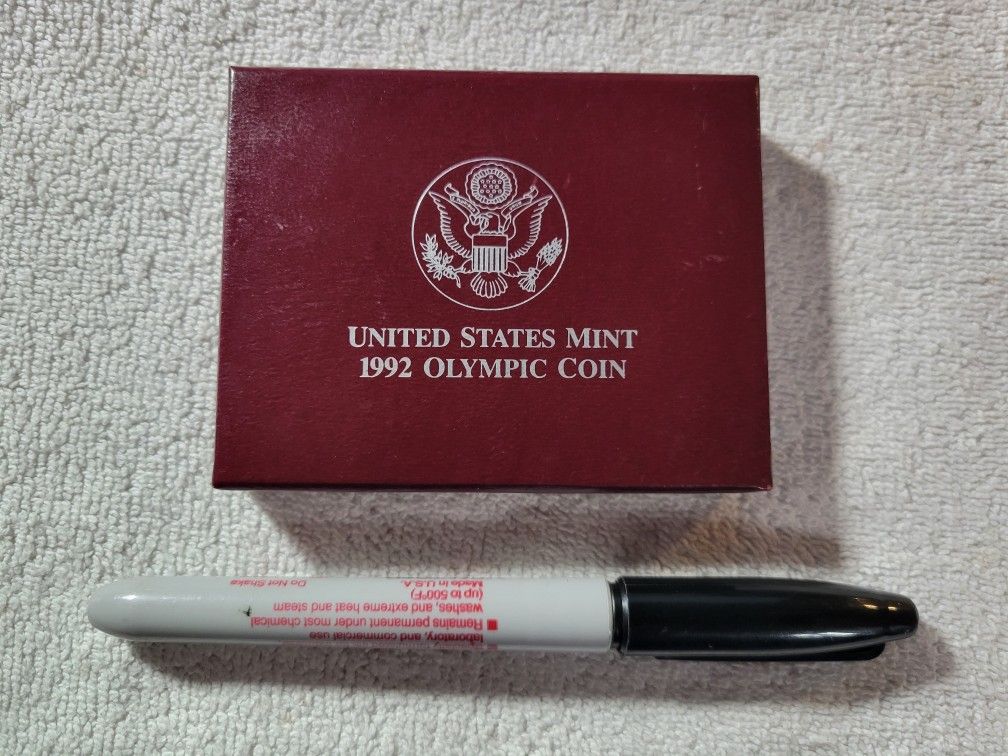 UNITED STATES MINT
1992 OLYMPIC COIN
laboratory, and commercial use
■ Remains permanent under most chemical
washes, and extreme heat and steam
(up to 500°F)
Made in U.S.A.
Do Not Shake